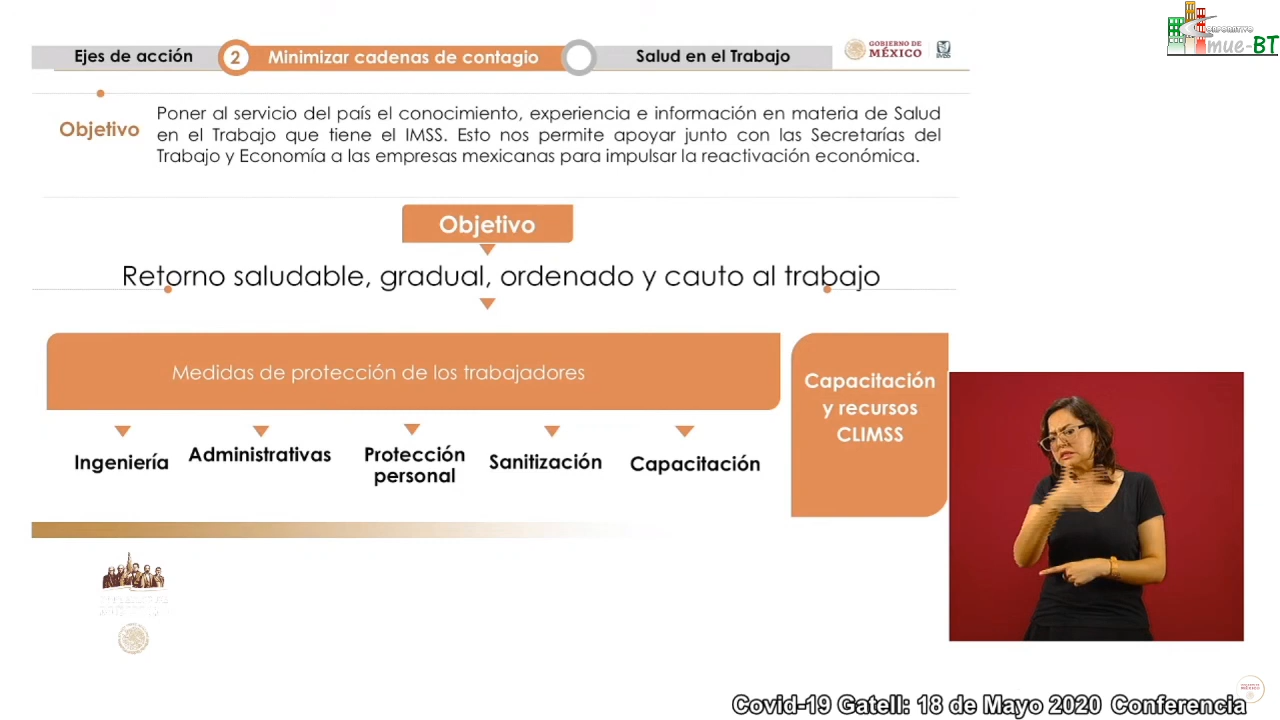 CORPORATIVO
mue-BT
Ejes de acción
2
Minimizar cadenas de contagio
Salud en el Trabajo
GOBIERNO DE
MÉXICO
Objetivo
Poner al servicio del país el conocimiento, experiencia e información en materia de Salud
en el Trabajo que tiene el IMSS. Esto nos permite apoyar junto con las Secretarías del
Trabajo y Economía a las empresas mexicanas para impulsar la reactivación económica.
Objetivo
Retorno saludable, gradual, ordenado y cauto al trabajo
Medidas de protección de los trabajadores
Capacitación
y recursos
CLIMSS
Ingeniería
Administrativas
Protección
personal
Sanitización
Capacitación
Covid-19 Gatell: 18 de Mayo 2020 Conferencia